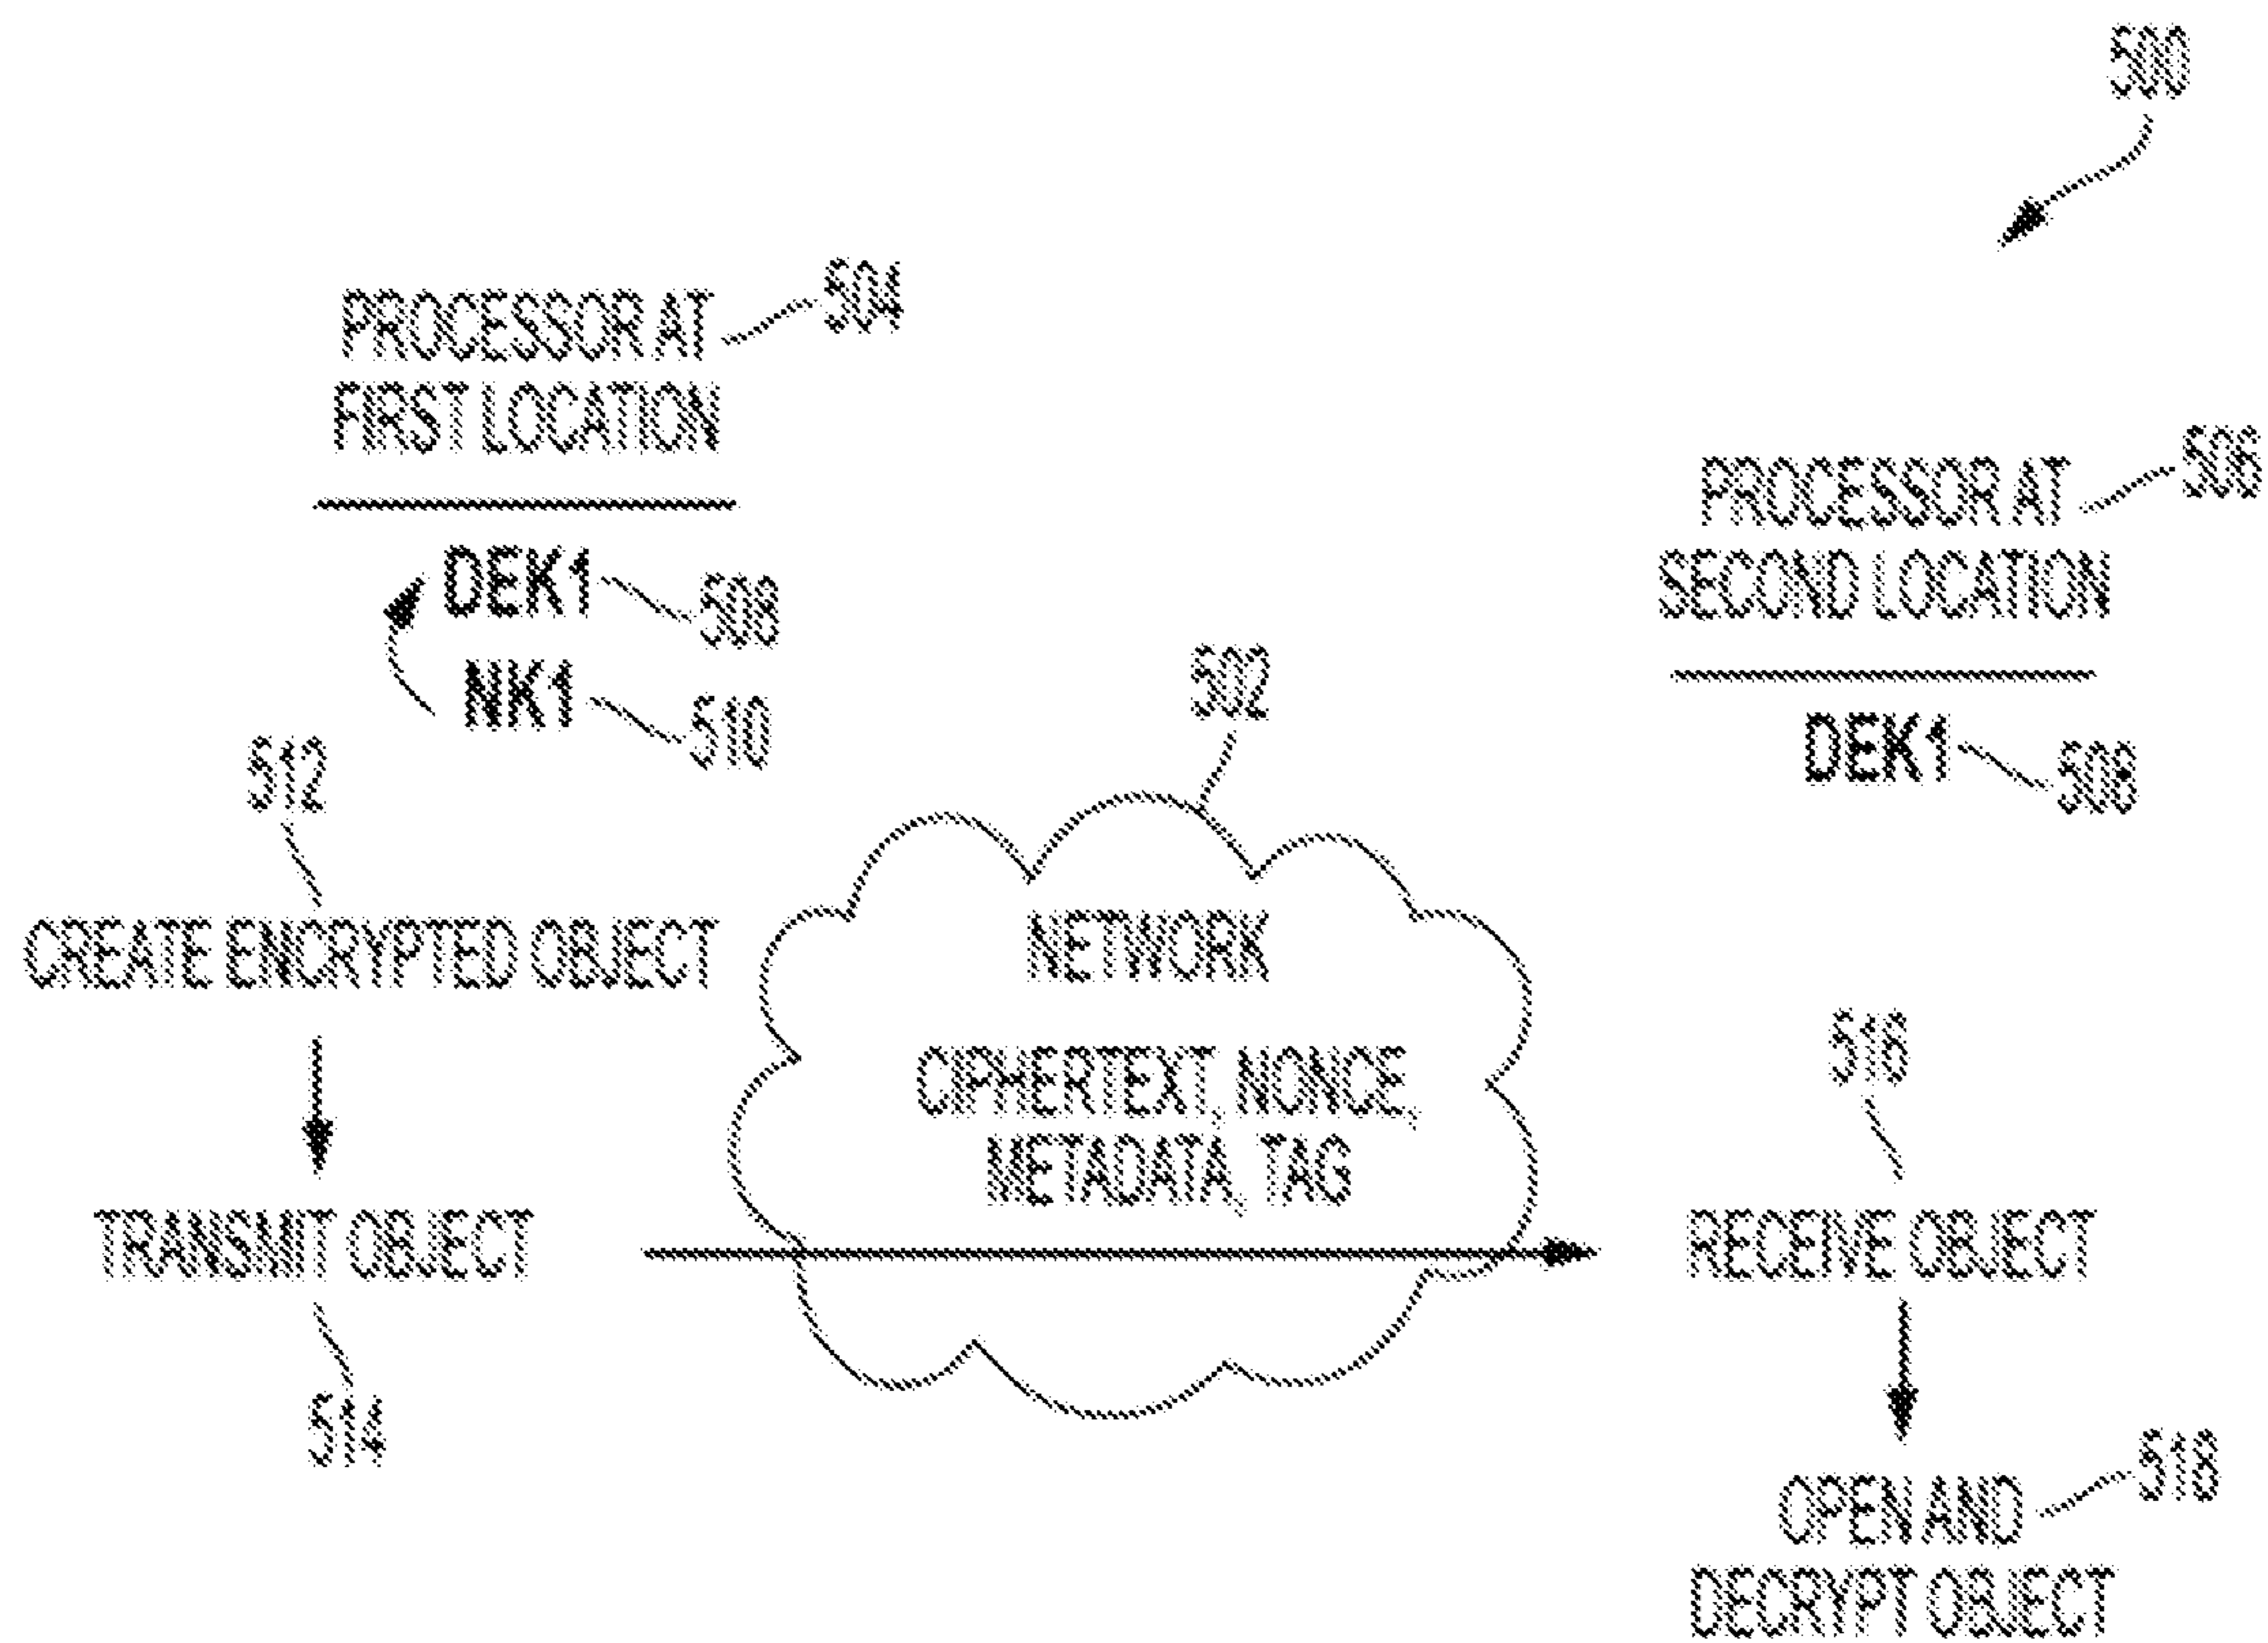 500
PROCESSOR AT
FIRST LOCATION
504
DEK1
508
NK1
510
PROCESSOR AT
SECOND LOCATION
506
DEK1
508
502
512
CREATE ENCRYPTED OBJECT
NETWORK
CIPHERTEXT, NONCE,
METADATA, TAG
TRANSMIT OBJECT
514
516
RECEIVE OBJECT
OPEN AND
DECRYPT OBJECT
518